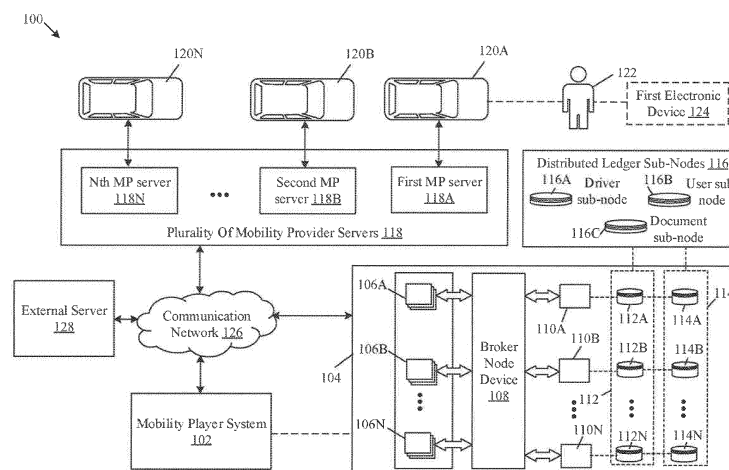 100
120N
120B
120A
122
First Electronic
Device 124
Nth MP server
118N
Second MP
server 118B
First MP server
118A
Plurality Of Mobility Provider Servers 118
Distributed Ledger Sub-Nodes 116
116A
Driver
sub-node
116B
User sub
node
116C
Document
sub-node
External Server
128
Communication
Network 126
Mobility Player System
102
104
106A
106B
106N
Broker
Node
Device
108
110A
110B
110N
112A
112B
112
112N
114A
114B
114N
114